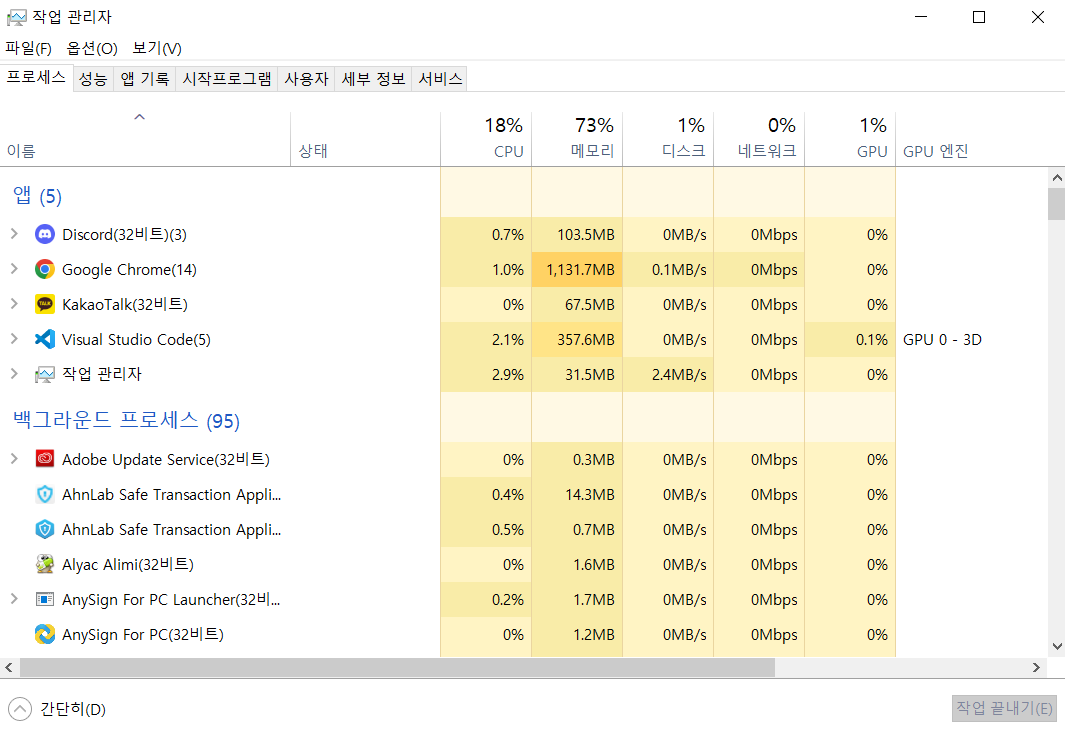 작업 관리자
파일(F) 옵션(O) 보기(V)
프로세스 성능 앱 기록 시작프로그램 사용자 세부 정보 서비스
18% 73% 1% 0% 1%
이름 상태 CPU 메모리 디스크 네트워크 GPU GPU 엔진
앱 (5)
Discord(32비트)(3) 0.7% 103.5MB 0MB/s 0Mbps 0%
Google Chrome(14) 1.0% 1,131.7MB 0.1MB/s 0Mbps 0%
KakaoTalk(32비트) 0% 67.5MB 0MB/s 0Mbps 0%
Visual Studio Code(5) 2.1% 357.6MB 0MB/s 0Mbps 0.1% GPU 0 - 3D
작업 관리자 2.9% 31.5MB 2.4MB/s 0Mbps 0%
백그라운드 프로세스 (95)
Adobe Update Service(32비트) 0% 0.3MB 0MB/s 0Mbps 0%
AhnLab Safe Transaction Appli... 0.4% 14.3MB 0MB/s 0Mbps 0%
AhnLab Safe Transaction Appli... 0.5% 0.7MB 0MB/s 0Mbps 0%
Alyac Alimi(32비트) 0% 1.6MB 0MB/s 0Mbps 0%
AnySign For PC Launcher(32비... 0.2% 1.7MB 0MB/s 0Mbps 0%
AnySign For PC(32비트) 0% 1.2MB 0MB/s 0Mbps 0%
간단히(D) 작업 끝내기(E)